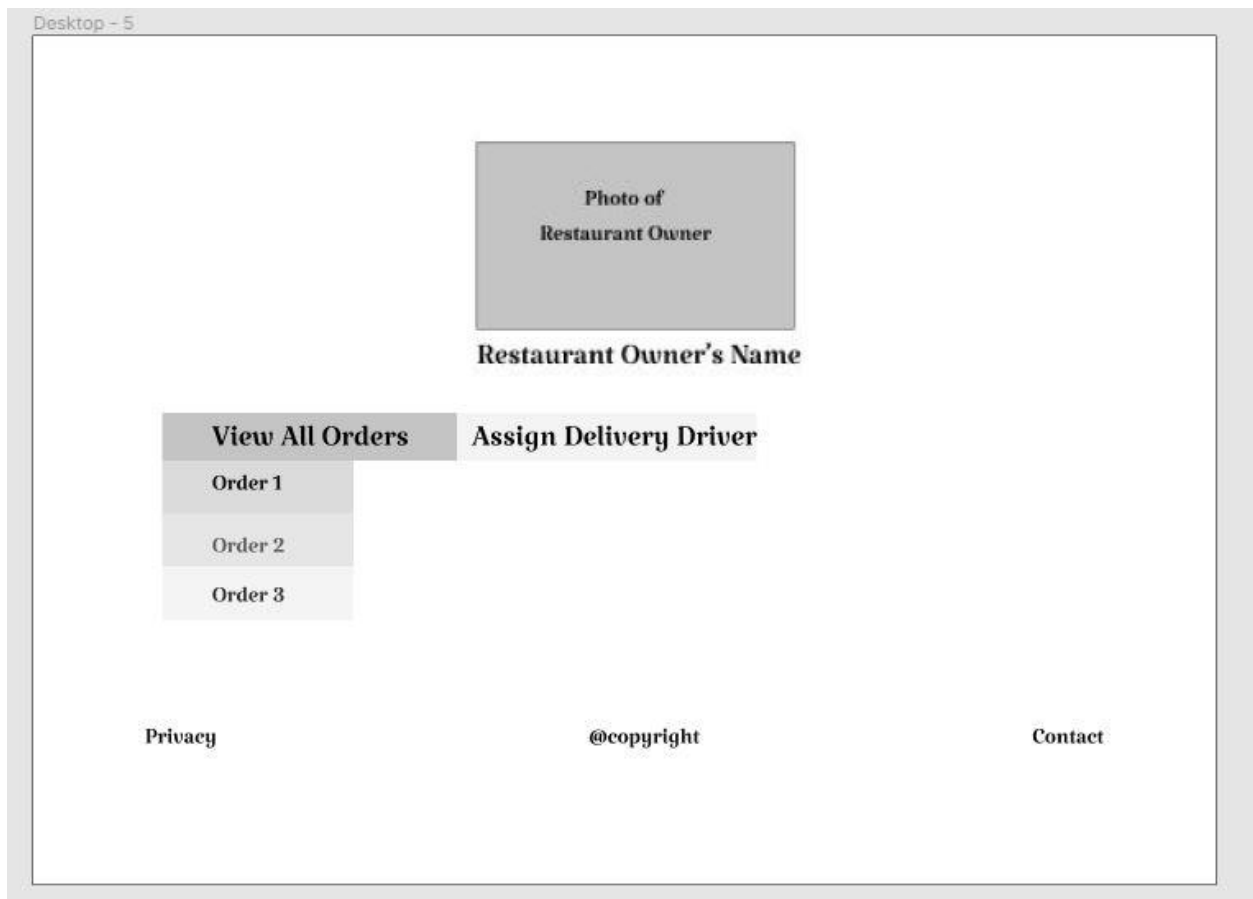 Desktop - 5
Photo of
Restaurant Owner
Restaurant Owner's Name
View All Orders
Assign Delivery Driver
Order 1
Order 2
Order 3
Privacy
@copyright
Contact